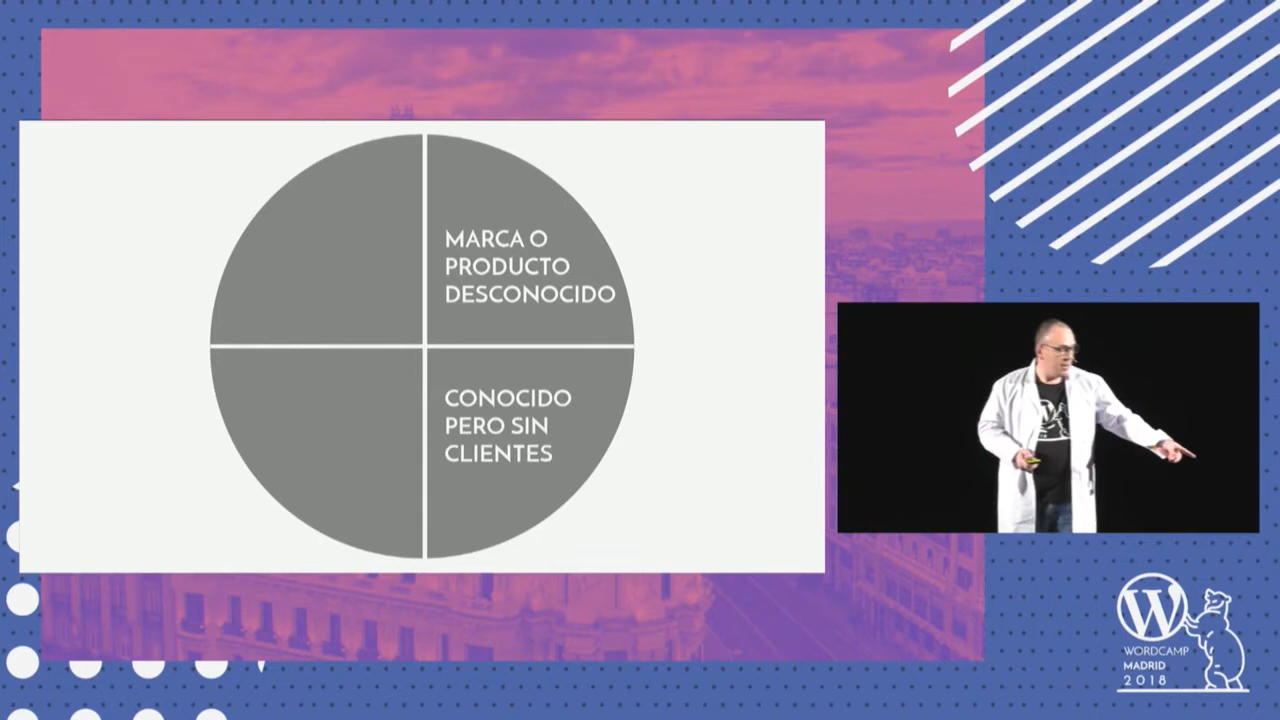 MARCA O
PRODUCTO
DESCONOCIDO
CONOCIDO
PERO SIN
CLIENTES
WORDCAMP
MADRID
2018